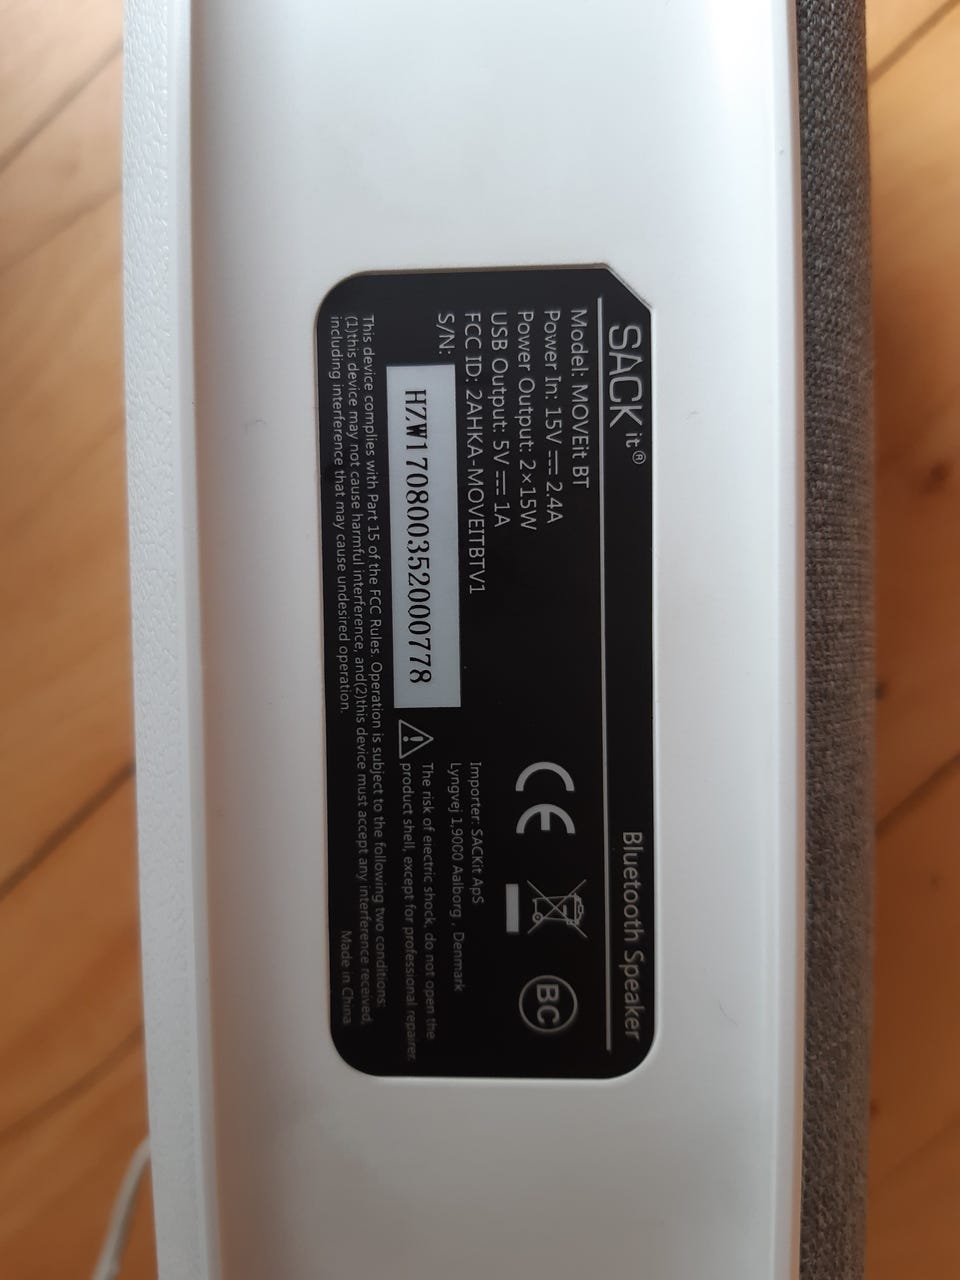 SACKit®
Bluetooth Speaker
Model: MOVEit BT
Power In: 15V ⎓ 2.4A
Power Output: 2×15W
USB Output: 5V ⎓ 1A
FCC ID: 2AHKA-MOVEITBTV1
S/N: HZW170800352000778
CE
BC
Importer: SACKit ApS
Lyngvej 1,9000 Aalborg , Denmark
The risk of electric shock, do not open the
product shell, except for professional repairer.
This device complies with Part 15 of the FCC Rules. Operation is subject to the following two conditions:
(1)this device may not cause harmful interference, and(2)this device must accept any interference received,
including interference that may cause undesired operation.
Made in China